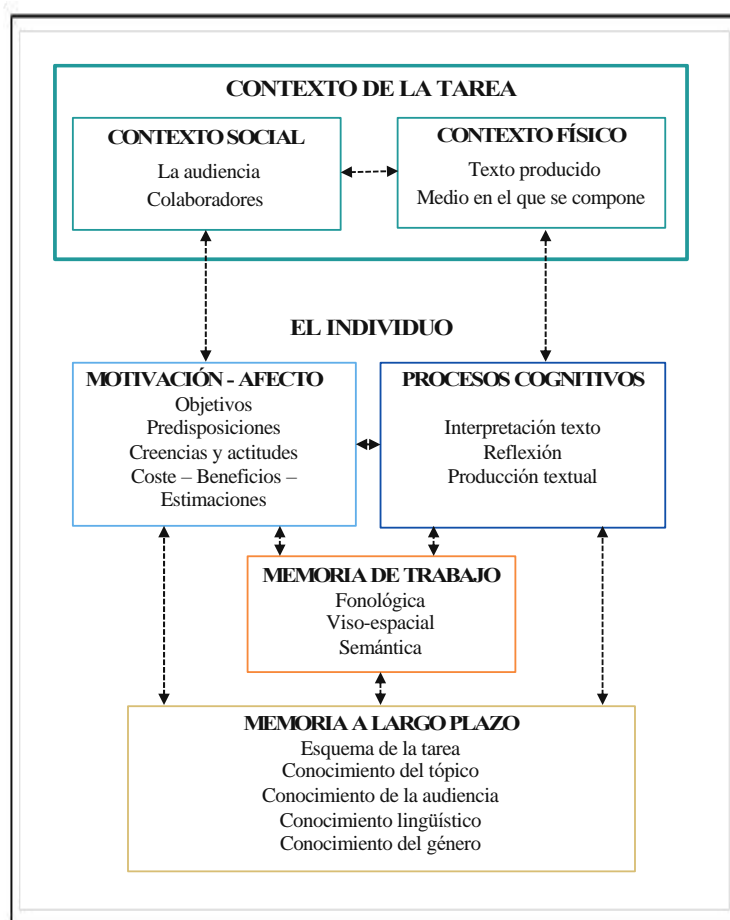 CONTEXTO DE LA TAREA
CONTEXTO SOCIAL
La audiencia
Colaboradores
CONTEXTO FÍSICO
Texto producido
Medio en el que se compone
EL INDIVIDUO
MOTIVACIÓN - AFECTO
Objetivos
Predisposiciones
Creencias y actitudes
Coste – Beneficios –
Estimaciones
PROCESOS COGNITIVOS
Interpretación texto
Reflexión
Producción textual
MEMORIA DE TRABAJO
Fonológica
Viso-espacial
Semántica
MEMORIA A LARGO PLAZO
Esquema de la tarea
Conocimiento del tópico
Conocimiento de la audiencia
Conocimiento lingüístico
Conocimiento del género